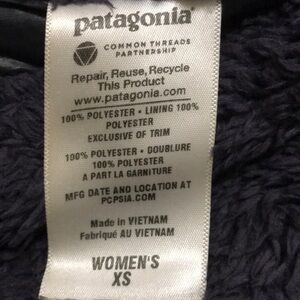 patagonia®
COMMON THREADS
PARTNERSHIP
Repair, Reuse, Recycle
This Product
www.patagonia.com
100% POLYESTER • LINING 100%
POLYESTER
EXCLUSIVE OF TRIM
100% POLYESTER • DOUBLURE
100% POLYESTER
A PART LA GARNITURE
MFG DATE AND LOCATION AT
PCPSIA.COM
Made in VIETNAM
Fabriqué AU VIETNAM
WOMEN'S
XS